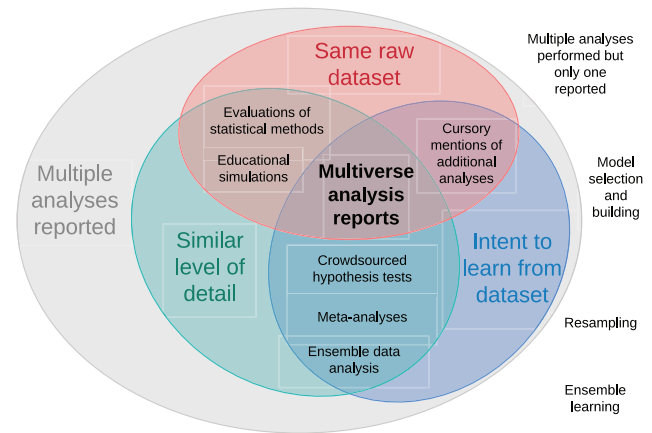 Same raw
dataset
Multiple analyses
performed but
only one
reported
Evaluations of
statistical methods
Educational
simulations
Cursory
mentions of
additional
analyses
Multiple
analyses
reported
Multiverse
analysis
reports
Model
selection
and
building
Similar
level of
detail
Intent to
learn from
dataset
Crowdsourced
hypothesis tests
Meta-analyses
Ensemble data
analysis
Resampling
Ensemble
learning